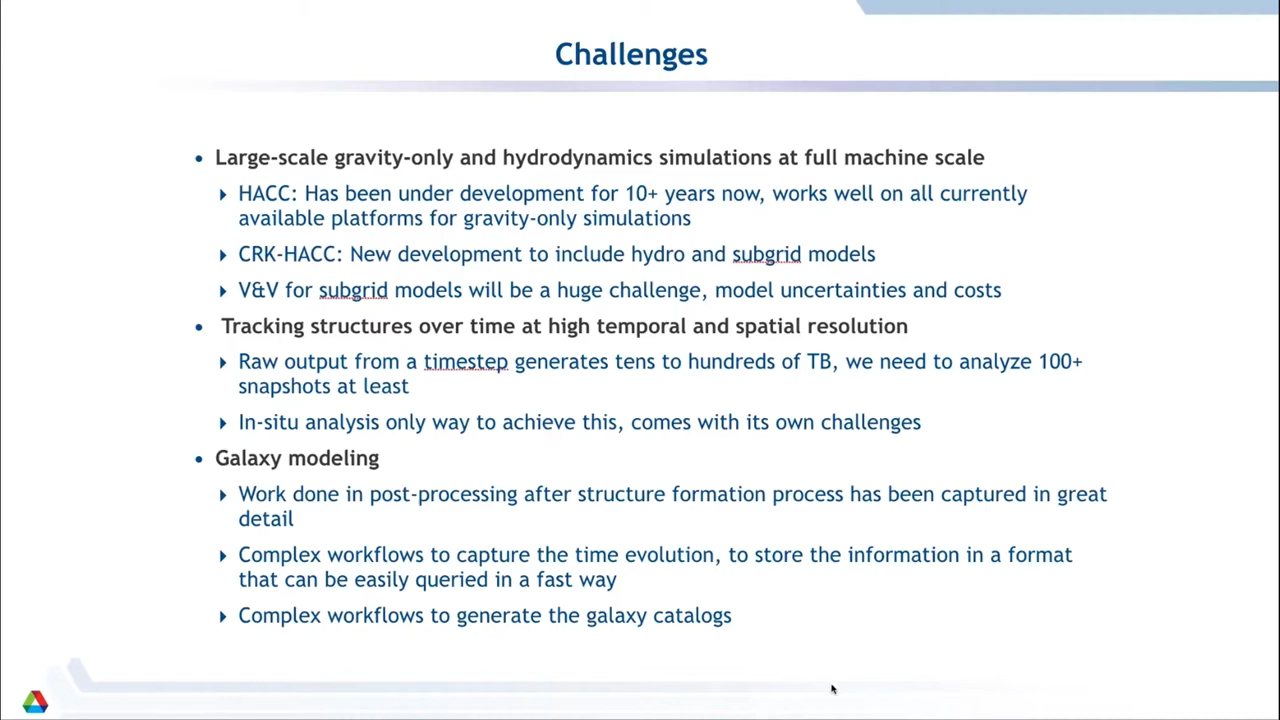 Challenges
• Large-scale gravity-only and hydrodynamics simulations at full machine scale
HACC: Has been under development for 10+ years now, works well on all currently
available platforms for gravity-only simulations
CRK-HACC: New development to include hydro and subgrid models
V&V for subgrid models will be a huge challenge, model uncertainties and costs
• Tracking structures over time at high temporal and spatial resolution
Raw output from a timestep generates tens to hundreds of TB, we need to analyze 100+
snapshots at least
In-situ analysis only way to achieve this, comes with its own challenges
• Galaxy modeling
Work done in post-processing after structure formation process has been captured in great
detail
Complex workflows to capture the time evolution, to store the information in a format
that can be easily queried in a fast way
Complex workflows to generate the galaxy catalogs